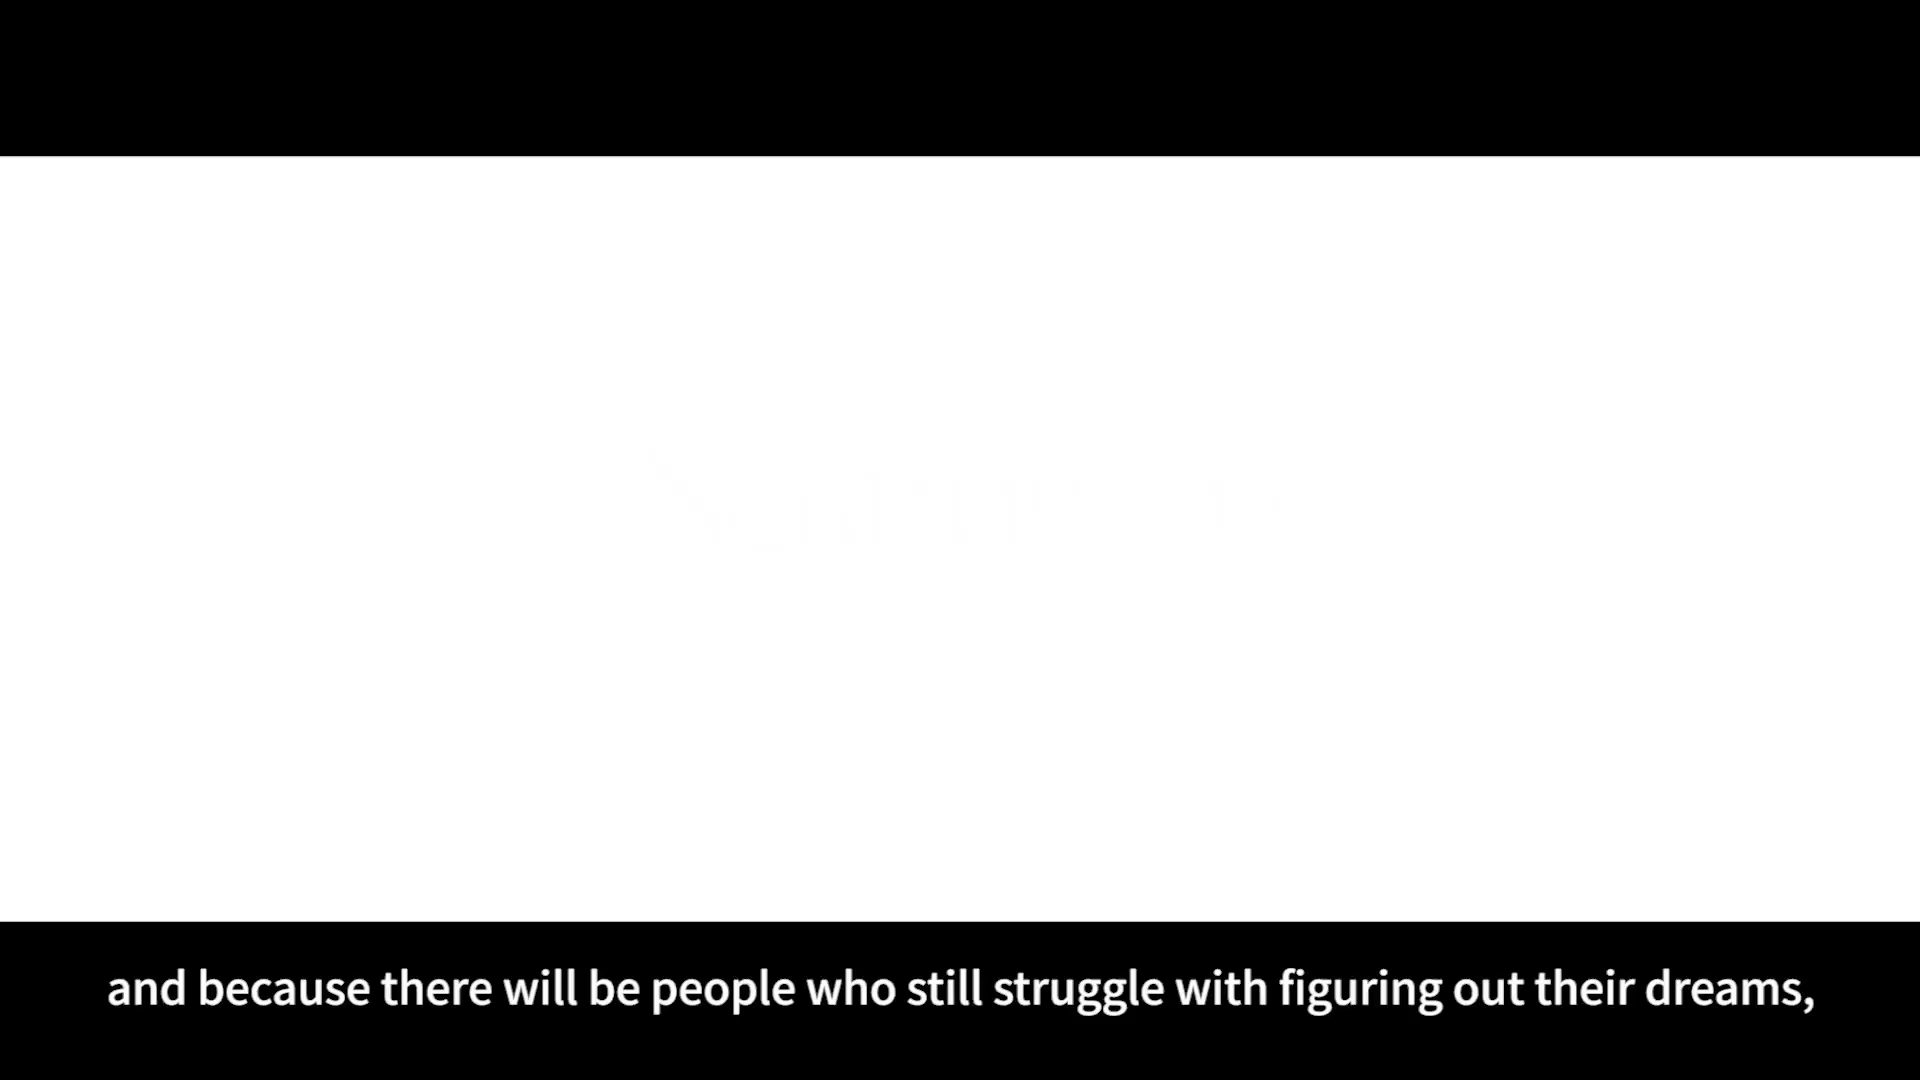 and because there will be people who still struggle with figuring out their dreams,